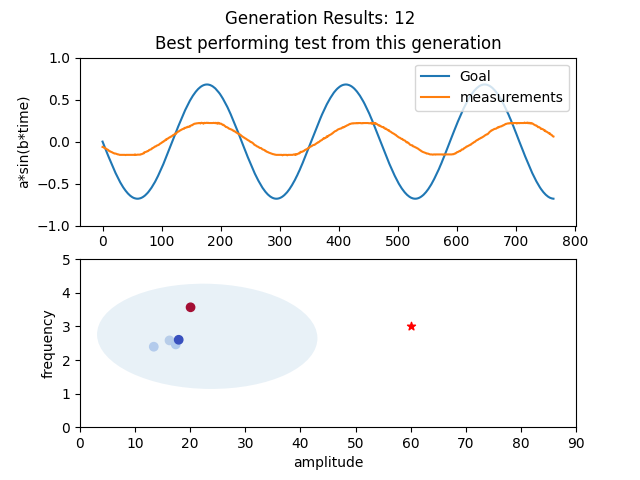 Generation Results: 12
Best performing test from this generation
1.0
0.5
0.0
−0.5
−1.0
a*sin(b*time)
Goal
measurements
0 100 200 300 400 500 600 700 800
5
4
3
2
1
0
frequency
0 10 20 30 40 50 60 70 80 90
amplitude